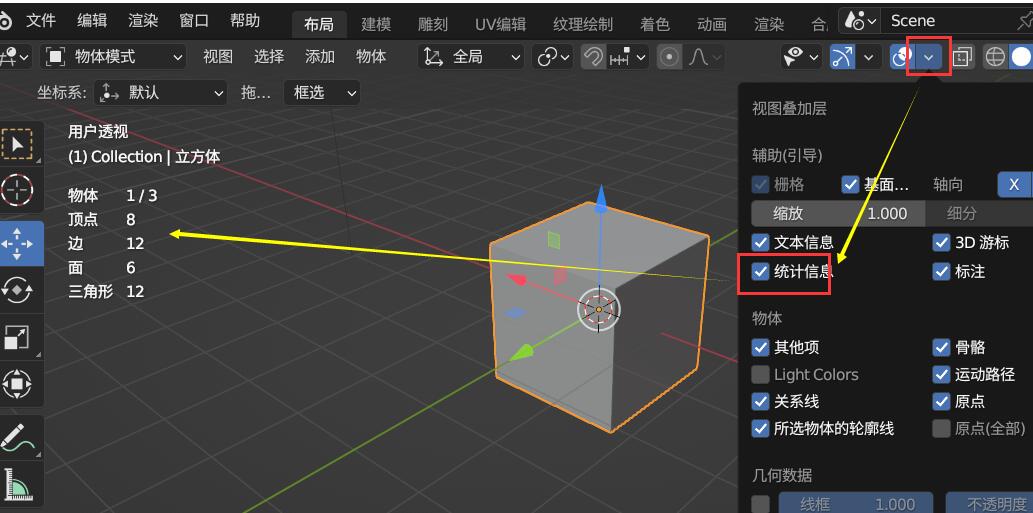 文件 编辑 渲染 窗口 帮助 布局 建模 雕刻 UV编辑 纹理绘制 着色 动画 渲染 合 Scene
物体模式 视图 选择 添加 物体 全局
坐标系: 默认 拖... 框选
用户透视
(1) Collection | 立方体
物体 1 / 3
顶点 8
边 12
面 6
三角形 12
视图叠加层
辅助(引导)
栅格 基面... 轴向 X
缩放 1.000 细分
文本信息 3D 游标
统计信息 标注
物体
其他项 骨骼
Light Colors 运动路径
关系线 原点
所选物体的轮廓线 原点(全部)
几何数据
线框 1.000 不透明度